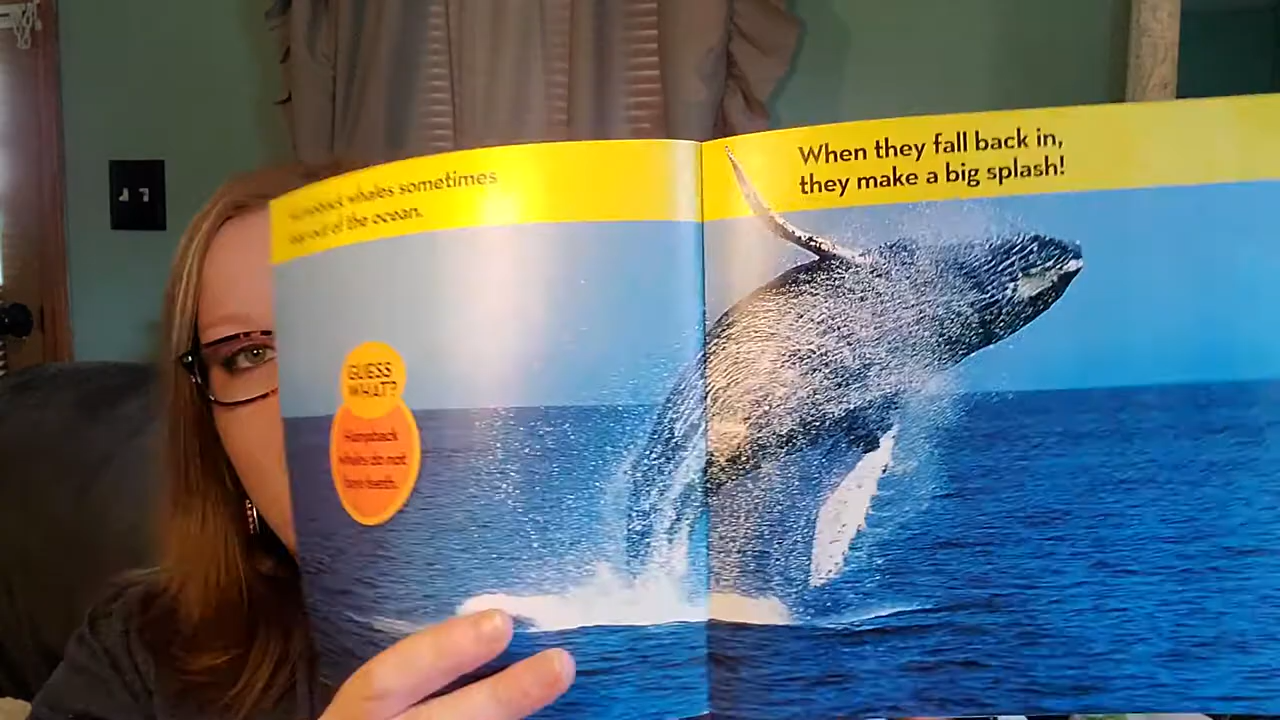 Humpback whales sometimes
out of the ocean.
When they fall back in,
they make a big splash!
GUESS
WHAT?
Humpback
whales do not
have teeth.